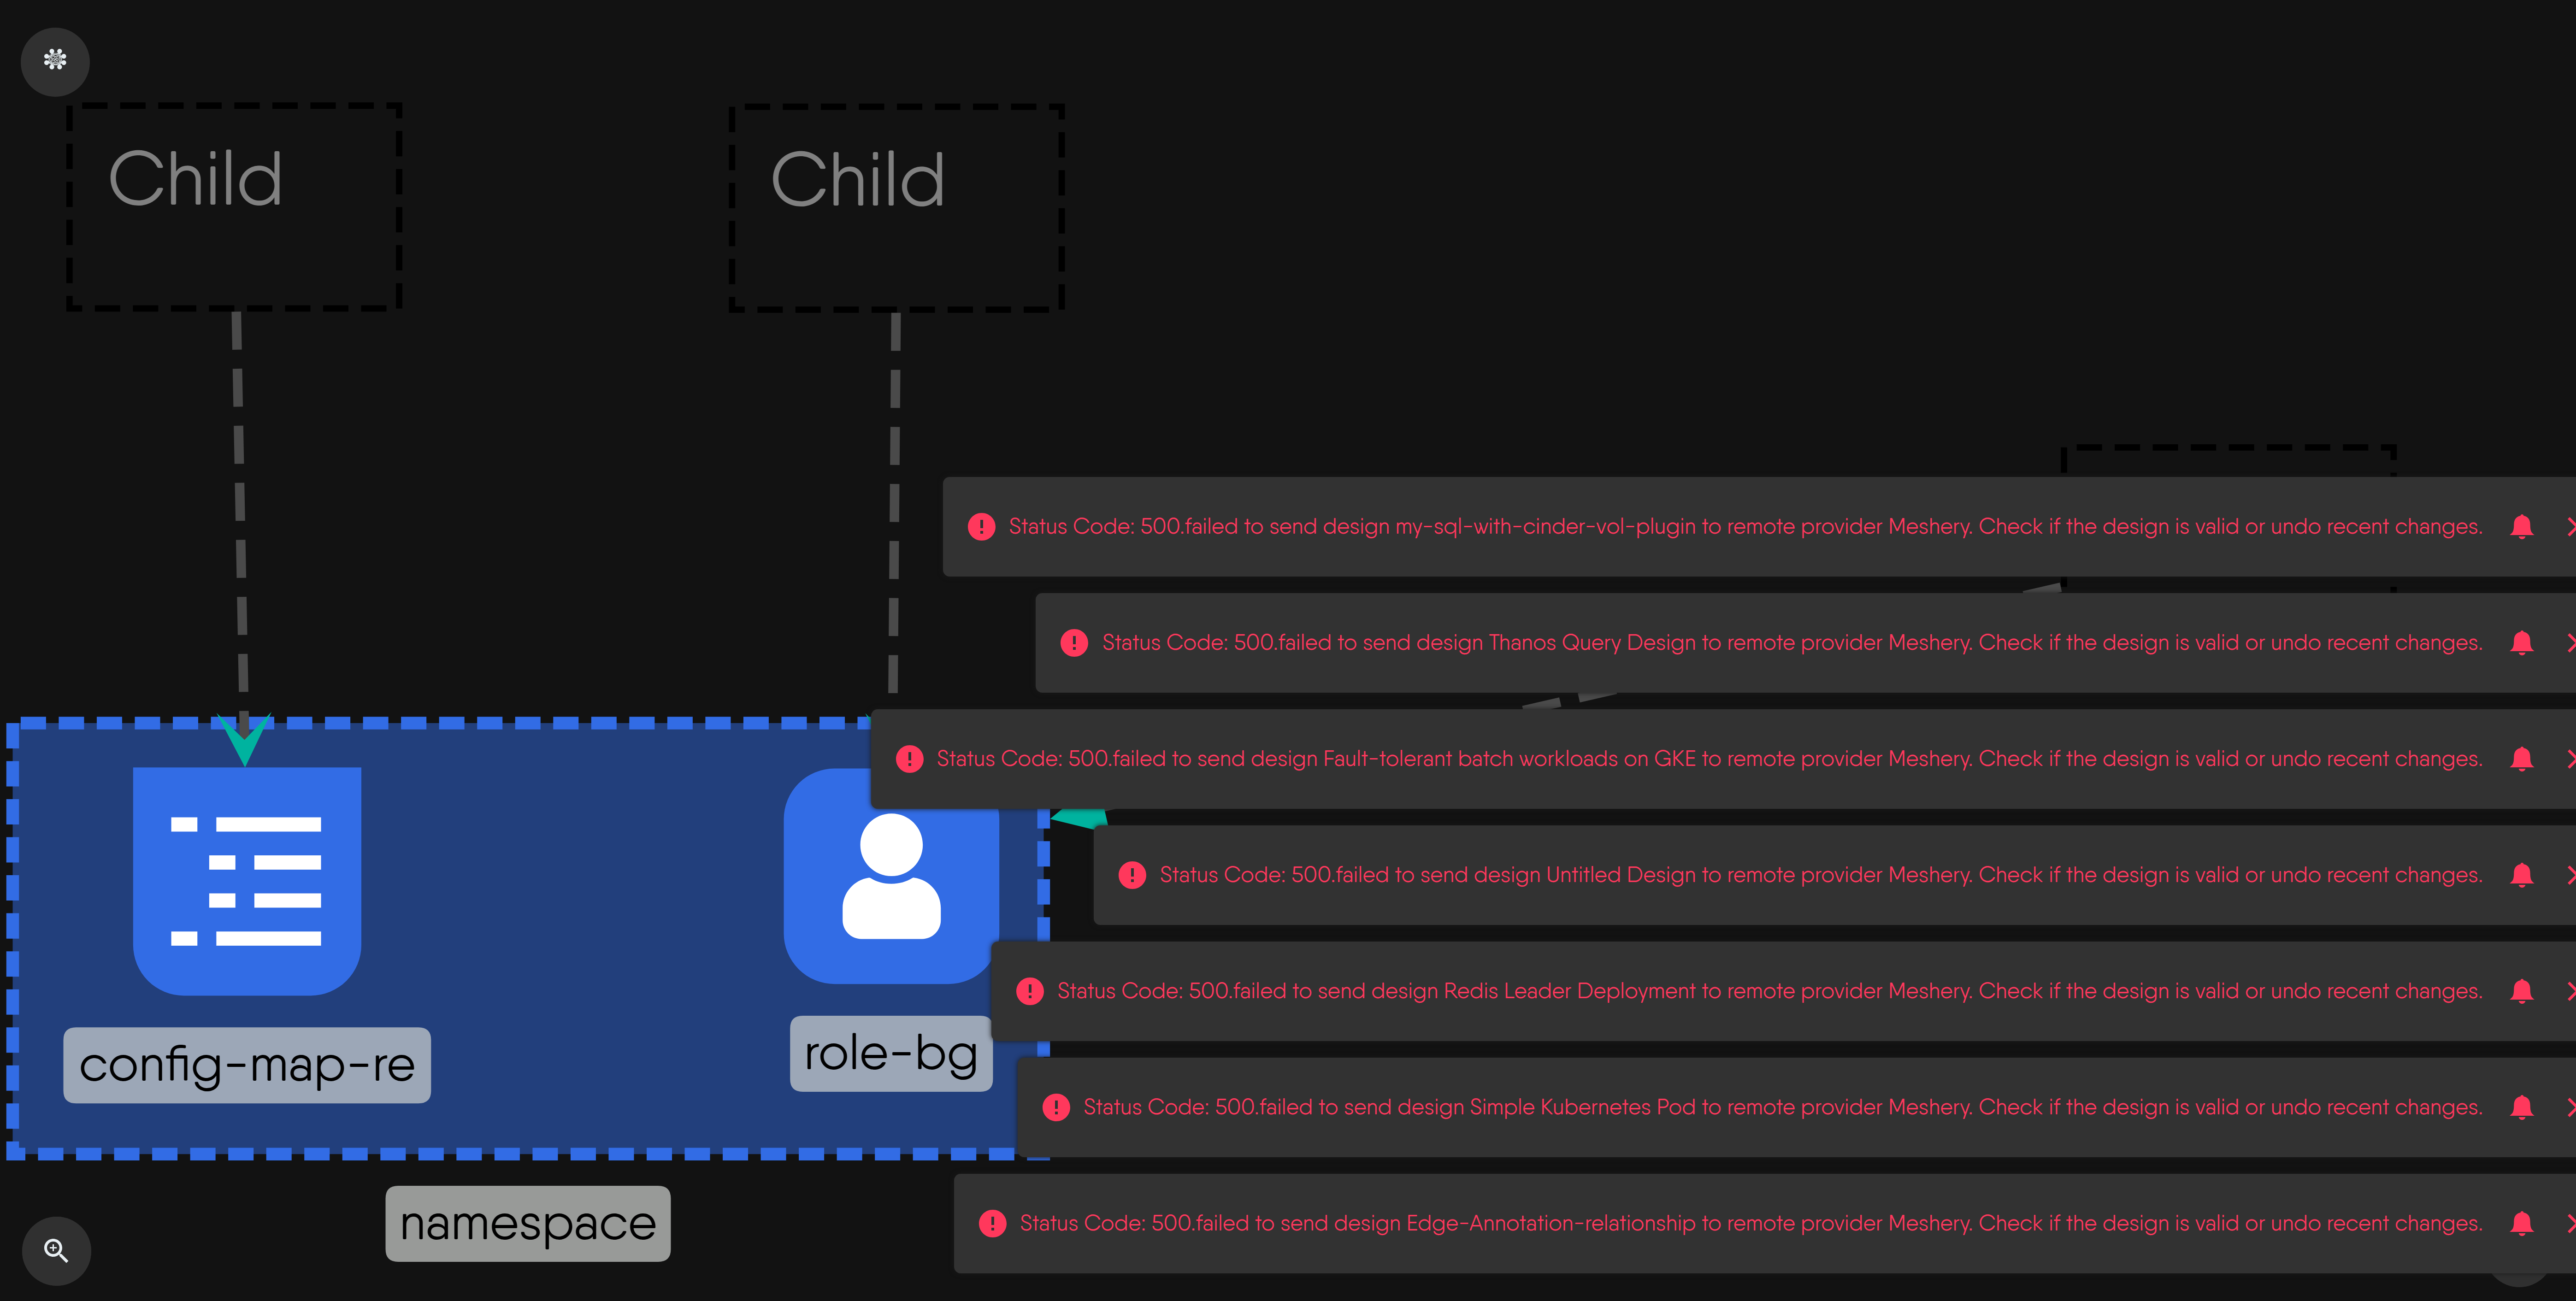 Child
Child
Status Code: 500.failed to send design my-sql-with-cinder-vol-plugin to remote provider Meshery. Check if the design is valid or undo recent changes.
Status Code: 500.failed to send design Thanos Query Design to remote provider Meshery. Check if the design is valid or undo recent changes.
Status Code: 500.failed to send design Fault-tolerant batch workloads on GKE to remote provider Meshery. Check if the design is valid or undo recent changes.
Status Code: 500.failed to send design Untitled Design to remote provider Meshery. Check if the design is valid or undo recent changes.
Status Code: 500.failed to send design Redis Leader Deployment to remote provider Meshery. Check if the design is valid or undo recent changes.
config-map-re
role-bg
Status Code: 500.failed to send design Simple Kubernetes Pod to remote provider Meshery. Check if the design is valid or undo recent changes.
namespace
Status Code: 500.failed to send design Edge-Annotation-relationship to remote provider Meshery. Check if the design is valid or undo recent changes.